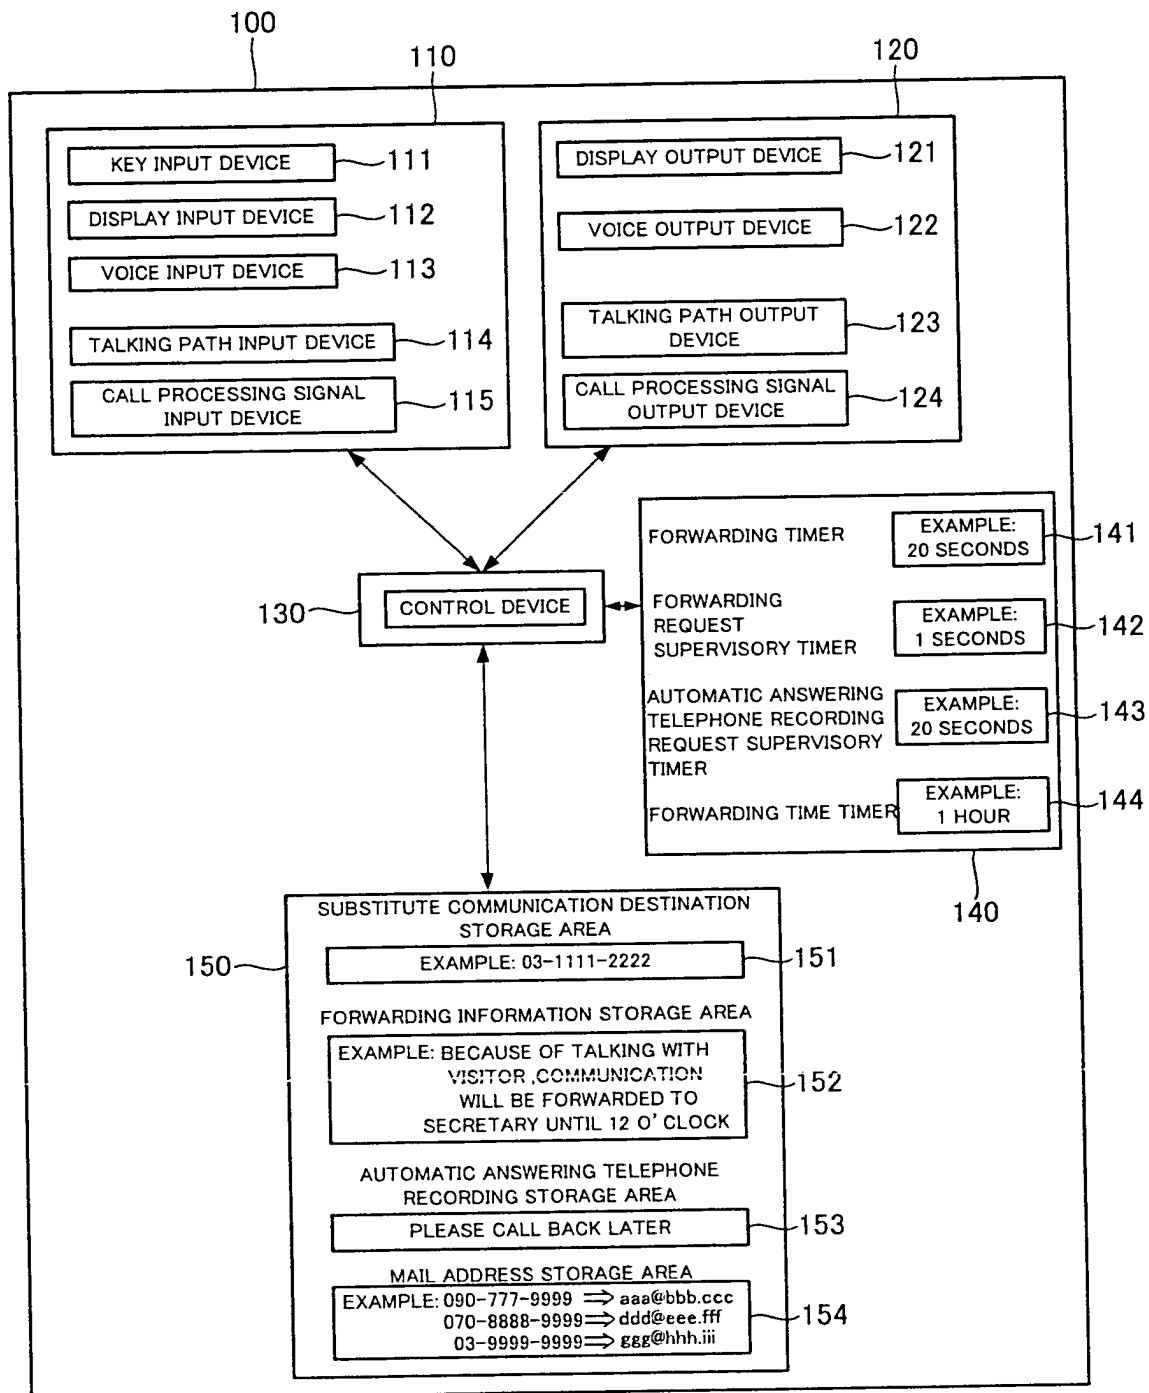 100
110
120
KEY INPUT DEVICE
111
DISPLAY INPUT DEVICE
112
VOICE INPUT DEVICE
113
TALKING PATH INPUT DEVICE
114
CALL PROCESSING SIGNAL
INPUT DEVICE
115
DISPLAY OUTPUT DEVICE
121
VOICE OUTPUT DEVICE
122
TALKING PATH OUTPUT
DEVICE
123
CALL PROCESSING SIGNAL
OUTPUT DEVICE
124
130
CONTROL DEVICE
FORWARDING TIMER
EXAMPLE:
20 SECONDS
141
FORWARDING
REQUEST
SUPERVISORY TIMER
EXAMPLE:
1 SECONDS
142
AUTOMATIC ANSWERING
TELEPHONE RECORDING
REQUEST SUPERVISORY
TIMER
EXAMPLE:
20 SECONDS
143
FORWARDING TIME TIMER
EXAMPLE:
1 HOUR
144
140
150
SUBSTITUTE COMMUNICATION DESTINATION
STORAGE AREA
EXAMPLE: 03-1111-2222
151
FORWARDING INFORMATION STORAGE AREA
EXAMPLE: BECAUSE OF TALKING WITH
VISITOR ,COMMUNICATION
WILL BE FORWARDED TO
SECRETARY UNTIL 12 O' CLOCK
152
AUTOMATIC ANSWERING TELEPHONE
RECORDING STORAGE AREA
PLEASE CALL BACK LATER
153
MAIL ADDRESS STORAGE AREA
EXAMPLE: 090-777-9999 ⇒ aaa@bbb.ccc
070-8888-9999 ⇒ ddd@eee.fff
03-9999-9999 ⇒ ggg@hhh.iii
154